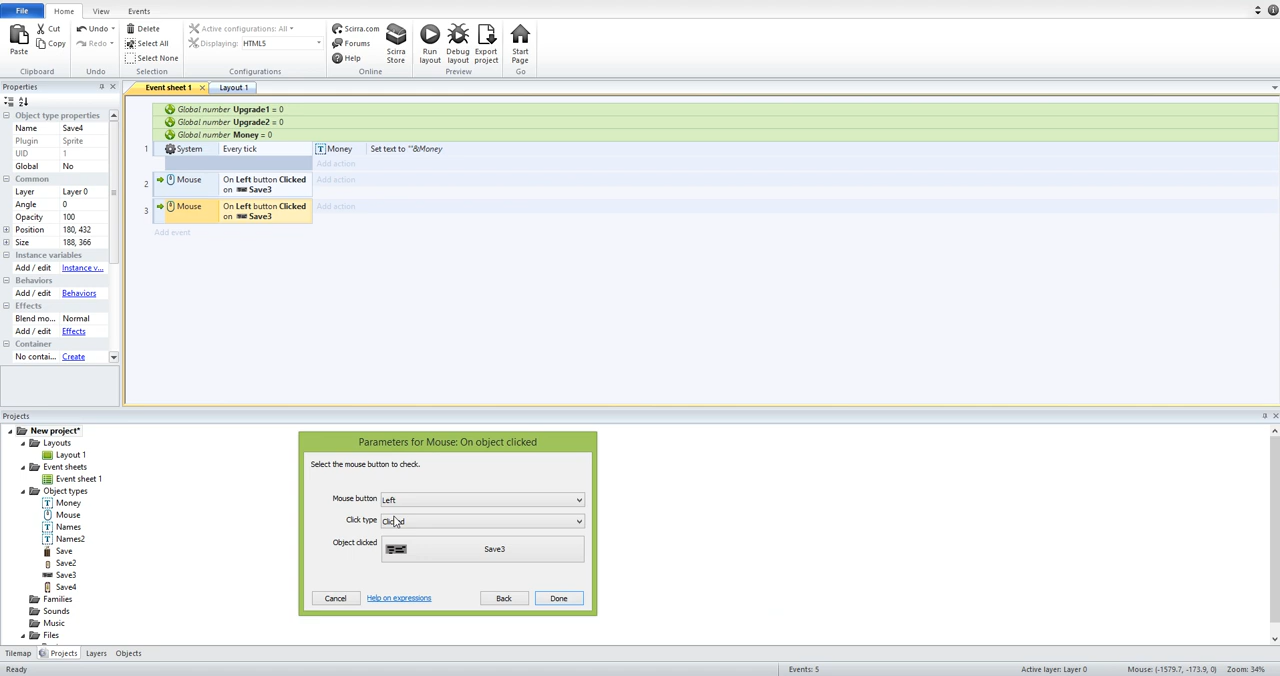 File Home View Events
Paste Cut Copy Undo Redo Delete Select All Select None Active configurations: All Displaying: HTML5 Scirra.com Forums Help Scirra Store Run layout Debug layout Export project Start Page
Clipboard Undo Selection Configurations Online Preview Go
Properties
Event sheet 1 Layout 1
Object type properties
Name Save4
Plugin Sprite
UID 1
Global No
Common
Layer Layer 0
Angle 0
Opacity 100
Position 180, 432
Size 188, 366
Instance variables
Add / edit Instance v...
Behaviors
Add / edit Behaviors
Effects
Blend mo... Normal
Add / edit Effects
Container
No contai... Create
Global number Upgrade1 = 0
Global number Upgrade2 = 0
Global number Money = 0
1 System Every tick T Money Set text to ""&Money
Add action
2 Mouse On Left button Clicked on Save3 Add action
3 Mouse On Left button Clicked on Save3 Add action
Add event
Projects
New project*
Layouts
Layout 1
Event sheets
Event sheet 1
Object types
T Money
Mouse
T Names
T Names2
Save
Save2
Save3
Save4
Families
Sounds
Music
Files
Parameters for Mouse: On object clicked
Select the mouse button to check.
Mouse button Left
Click type Clicked
Object clicked Save3
Cancel Help on expressions Back Done
Tilemap Projects Layers Objects
Ready Events: 5 Active layer: Layer 0 Mouse: (-1579.7, -173.9, 0) Zoom: 34%